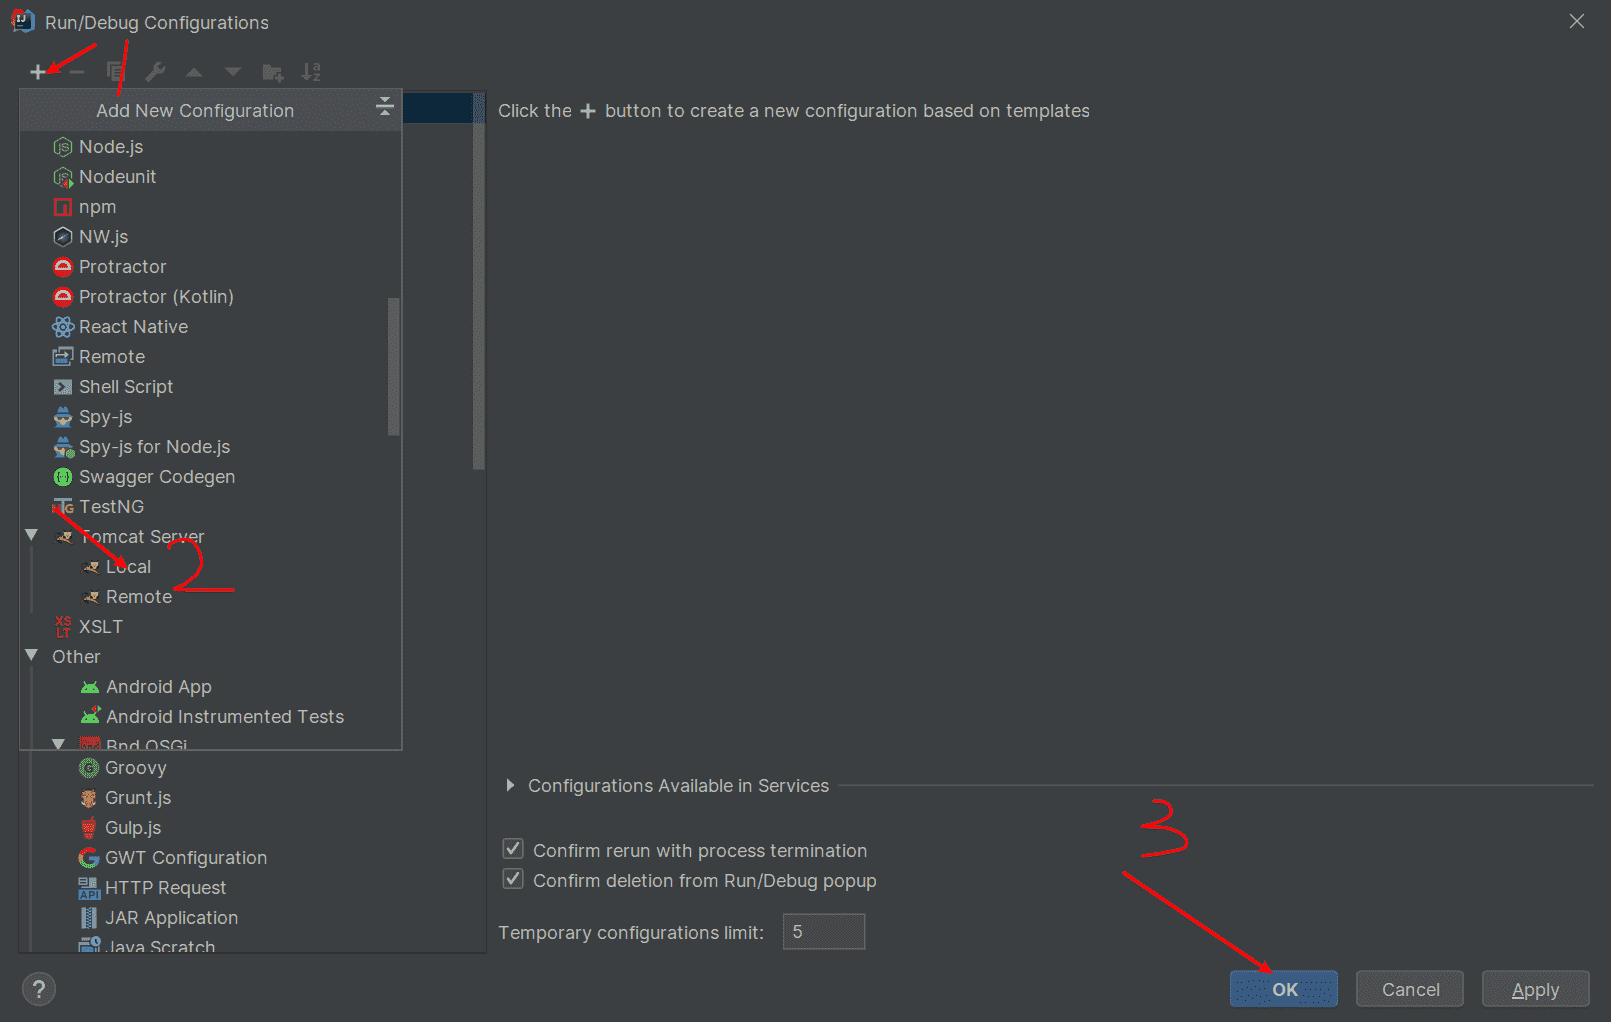 Run/Debug Configurations
1
Add New Configuration
Click the + button to create a new configuration based on templates
Node.js
Nodeunit
npm
NW.js
Protractor
Protractor (Kotlin)
React Native
Remote
Shell Script
Spy-js
Spy-js for Node.js
Swagger Codegen
TestNG
Tomcat Server
Local
2
Remote
XSLT
Other
Android App
Android Instrumented Tests
Bnd OSGi
Groovy
Grunt.js
Gulp.js
GWT Configuration
HTTP Request
JAR Application
Java Scratch
Configurations Available in Services
3
Confirm rerun with process termination
Confirm deletion from Run/Debug popup
Temporary configurations limit: 5
?
OK
Cancel
Apply